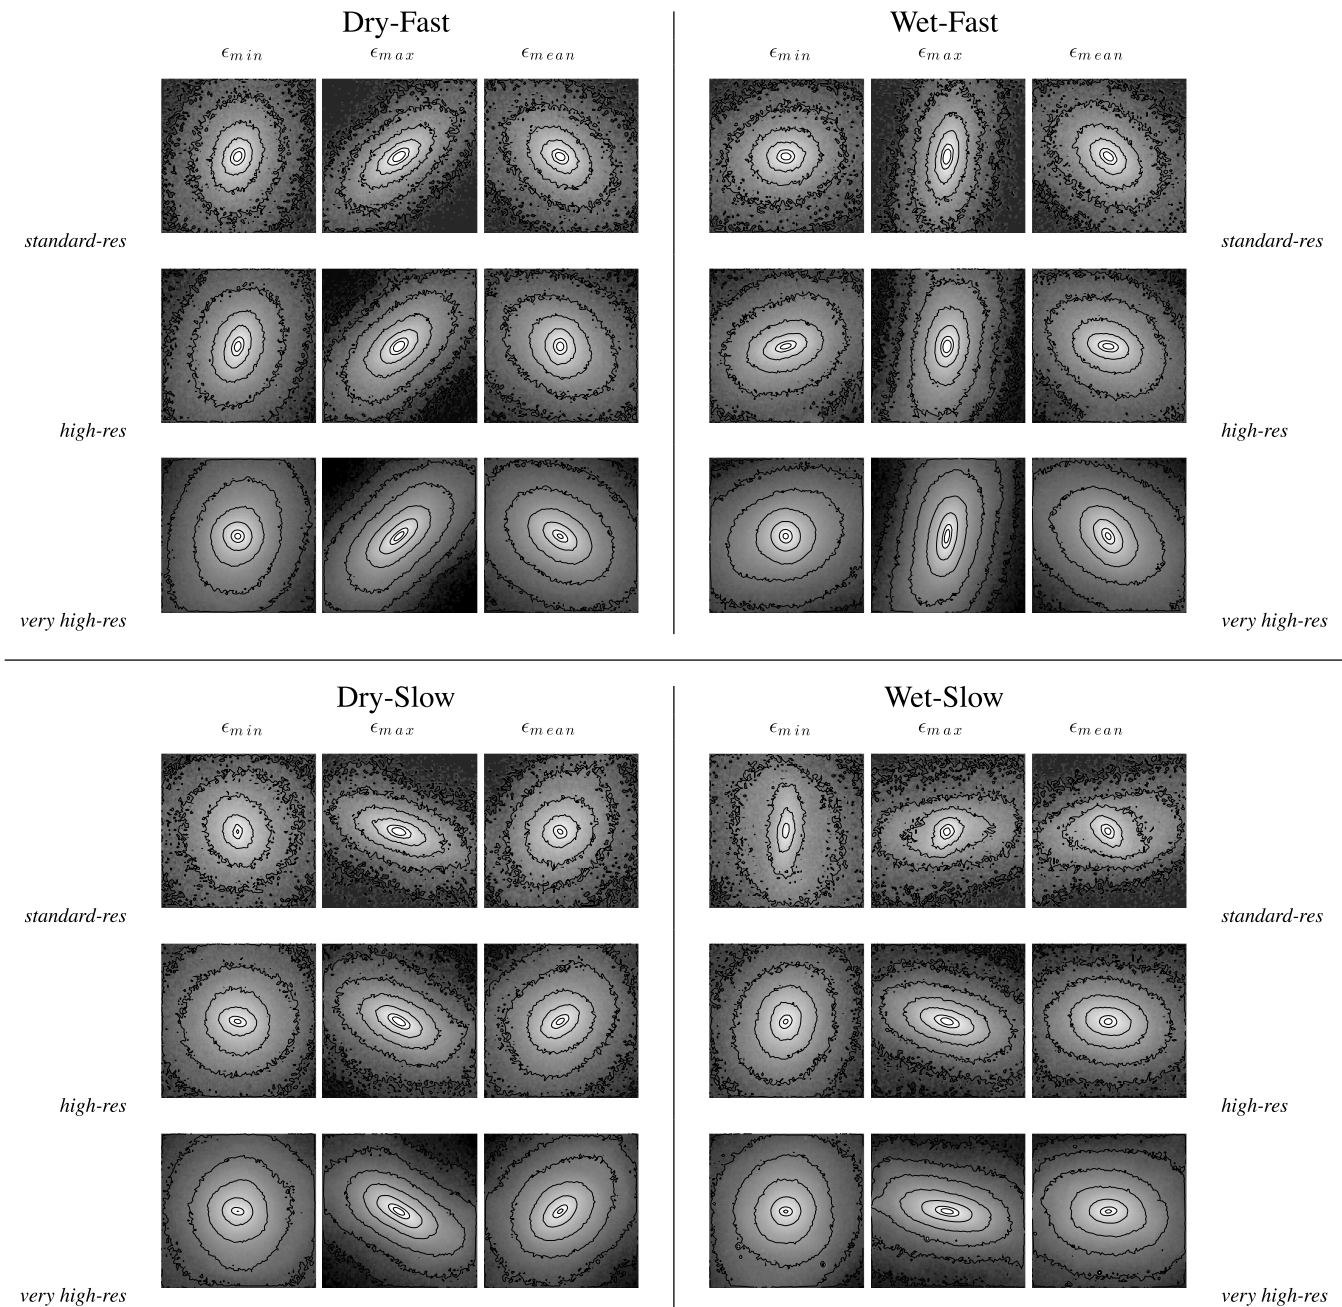 Dry-Fast Wet-Fast
ϵmin ϵmax ϵmean ϵmin ϵmax ϵmean
standard-res standard-res
high-res high-res
very high-res very high-res
Dry-Slow Wet-Slow
ϵmin ϵmax ϵmean ϵmin ϵmax ϵmean
standard-res standard-res
high-res high-res
very high-res very high-res